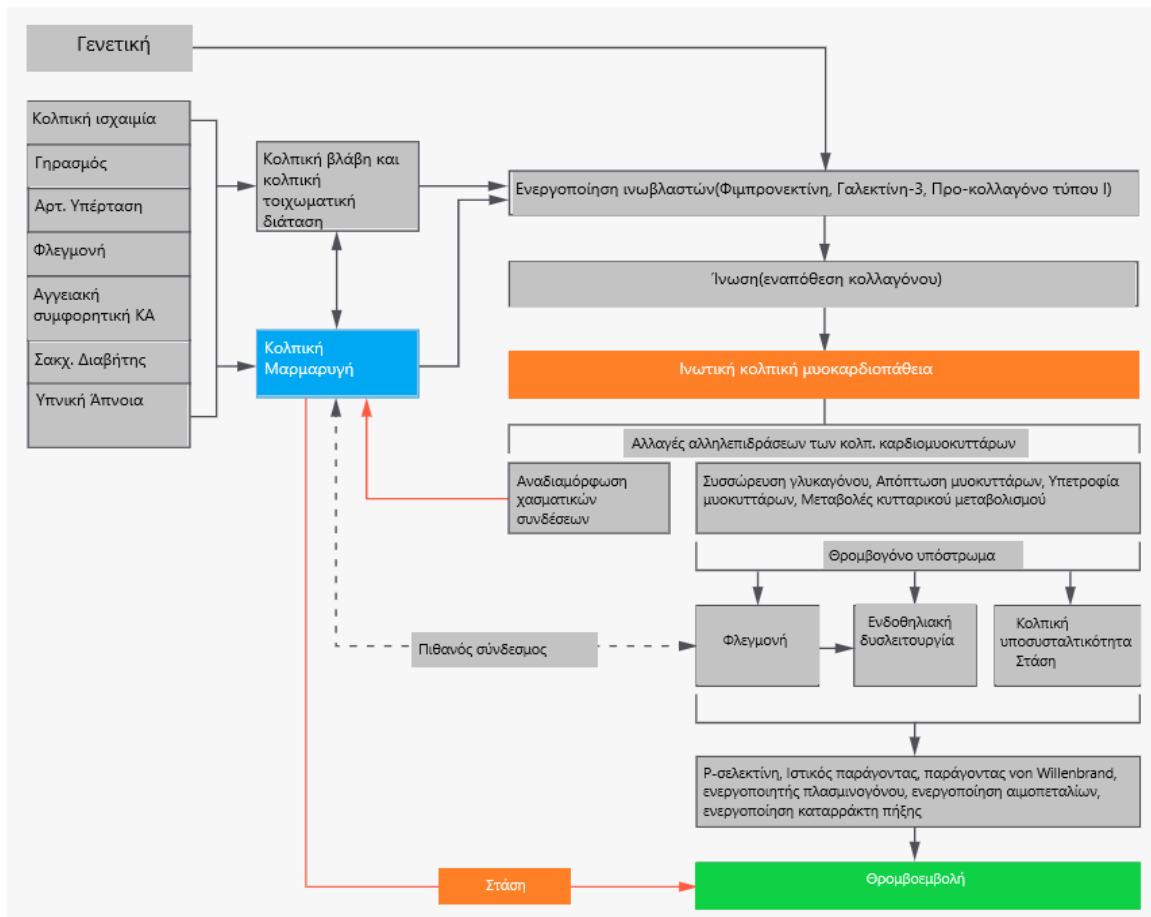 Γενετική
Κολπική ισχαιμία
Γηρασμός
Αρτ. Υπέρταση
Φλεγμονή
Αγγειακή
συμφορητική ΚΑ
Σακχ. Διαβήτης
Υπνική Άπνοια
Κολπική βλάβη και
κολπική
τοιχωματική
διάταση
Κολπική
Μαρμαρυγή
Ενεργοποίηση ινωβλαστών(Φιμπρονεκτίνη, Γαλεκτίνη-3, Προ-κολλαγόνο τύπου Ι)
Ίνωση(εναπόθεση κολλαγόνου)
Ινωτική κολπική μυοκαρδιοπάθεια
Αλλαγές αλληλεπιδράσεων των κολπ. καρδιομυοκυττάρων
Αναδιαμόρφωση
χασματικών
συνδέσεων
Συσσώρευση γλυκαγόνου, Απόπτωση μυοκυττάρων, Υπετροφία
μυοκυττάρων, Μεταβολές κυτταρικού μεταβολισμού
Θρομβογόνο υπόστρωμα
Φλεγμονή
Ενδοθηλιακή
δυσλειτουργία
Κολπική
υποσυσταλτικότητα
Στάση
Πιθανός σύνδεσμος
Ρ-σελεκτίνη, Ιστικός παράγοντας, παράγοντας von Willenbrand,
ενεργοποιητής πλασμινογόνου, ενεργοποίηση αιμοπεταλίων,
ενεργοποίηση καταρράκτη πήξης
Στάση
Θρομβοεμβολή